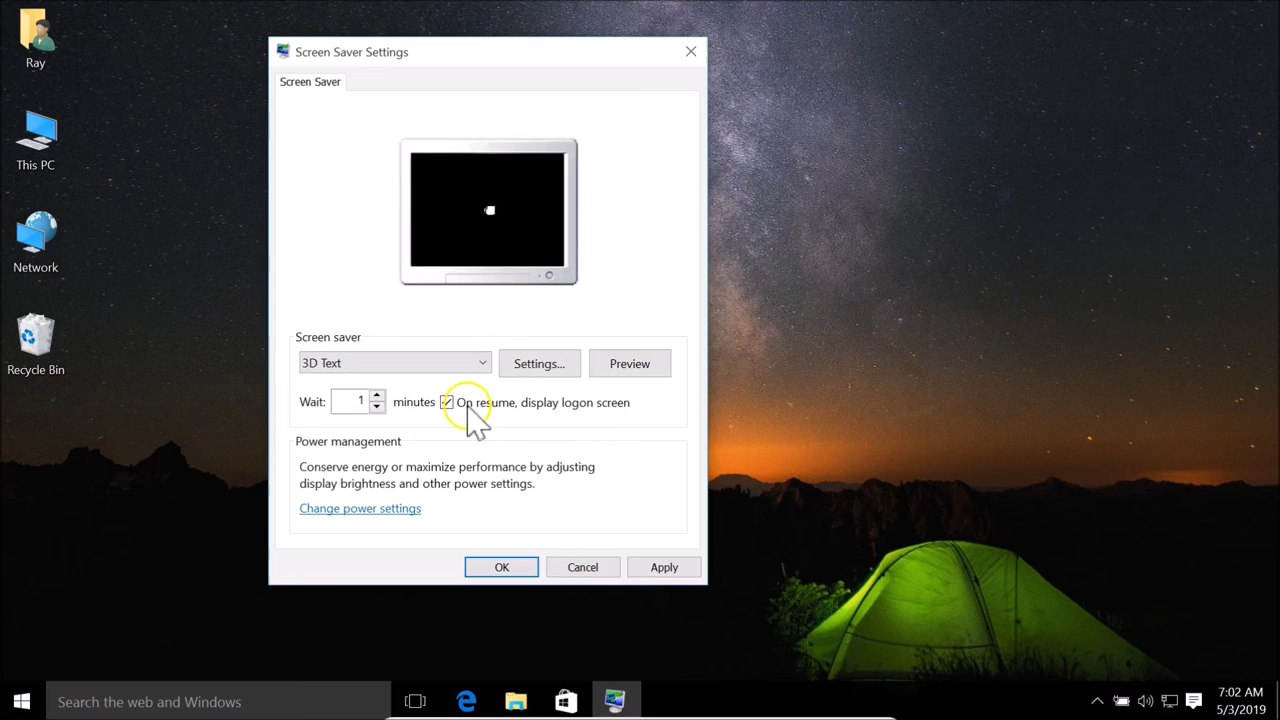 Ray
This PC
Network
Recycle Bin
Screen Saver Settings
Screen Saver
Screen saver
3D Text
Settings...
Preview
Wait: 1 minutes On resume, display logon screen
Power management
Conserve energy or maximize performance by adjusting
display brightness and other power settings.
Change power settings
OK
Cancel
Apply
Search the web and Windows
7:02 AM
5/3/2019